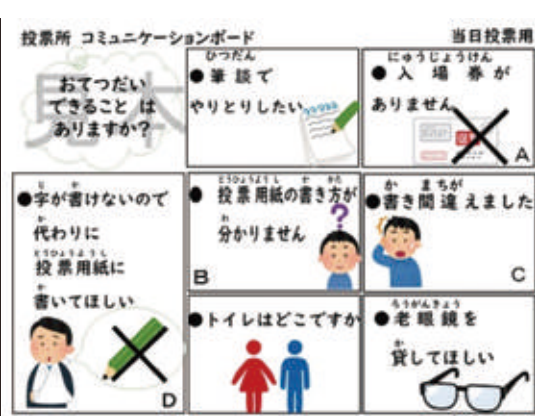 投票所 コミュニケーションボード
当日投票用
見本
おてつだい
できること は
ありますか?
ひつだん
●筆談で
やりとりしたい
にゅうじょうけん
●入場券が
ありません
A
じ か
●字が書けないので
か
代わりに
とうひょうようし
投票用紙に
か
書いてほしい
D
とうひょうようし か かた
●投票用紙の書き方が
わ
分かりません
?
B
か まちが
●書き間違えました
C
●トイレはどこですか
ろうがんきょう
●老眼鏡を
か
貸してほしい